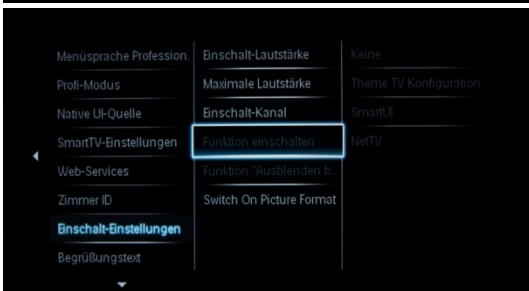 Menüsprache Profession.
Profi-Modus
Native UI-Quelle
SmartTV-Einstellungen
Web-Services
Zimmer ID
Einschalt-Einstellungen
Begrüßungstext
Einschalt-Lautstärke
Maximale Lautstärke
Einschalt-Kanal
Funktion einschalten
Funktion "Ausblenden b...
Switch On Picture Format
Keine
Theme TV Konfiguration
SmartUI
NetTV